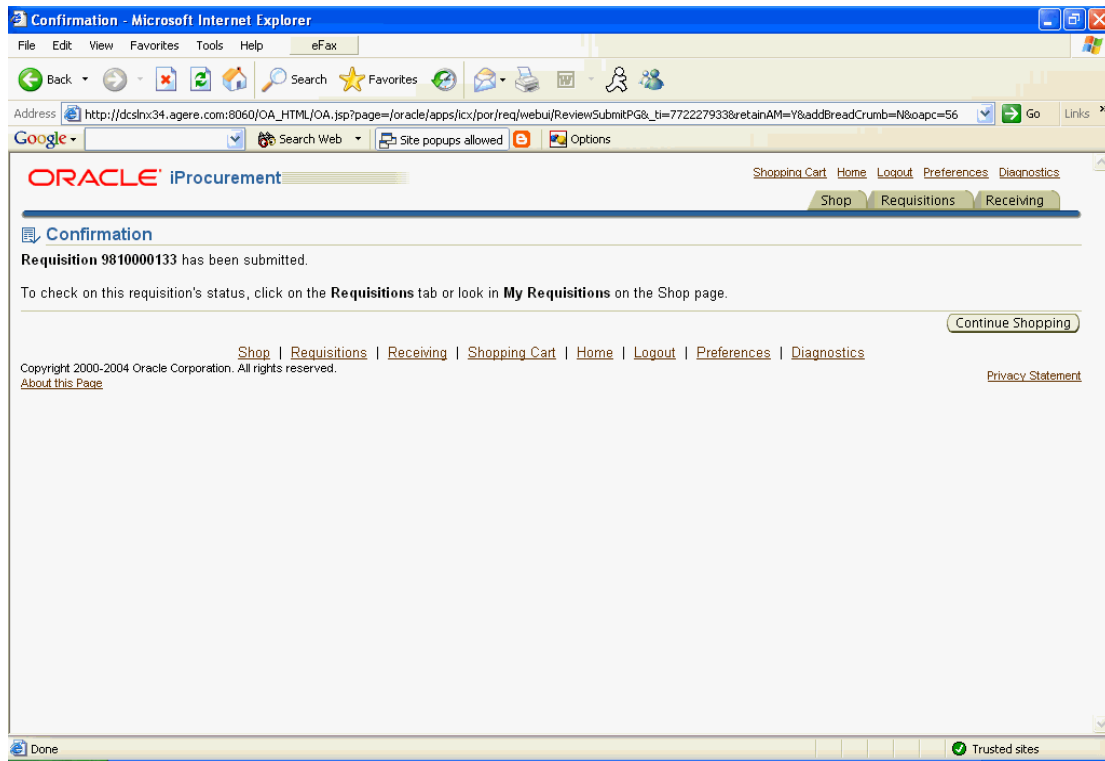 Confirmation - Microsoft Internet Explorer
File Edit View Favorites Tools Help eFax
Back Search Favorites
Address http://dcslnx34.agere.com:8060/OA_HTML/OA.jsp?page=/oracle/apps/icx/por/req/webui/ReviewSubmitPG&_ti=772227933&retainAM=Y&addBreadCrumb=N&oapc=56 Go Links »
Google Search Web Site popups allowed Options
ORACLE iProcurement
Shopping Cart Home Logout Preferences Diagnostics
Shop Requisitions Receiving
Confirmation
Requisition 9810000133 has been submitted.
To check on this requisition's status, click on the Requisitions tab or look in My Requisitions on the Shop page.
Continue Shopping
Shop | Requisitions | Receiving | Shopping Cart | Home | Logout | Preferences | Diagnostics
Copyright 2000-2004 Oracle Corporation. All rights reserved.
About this Page Privacy Statement
Done Trusted sites